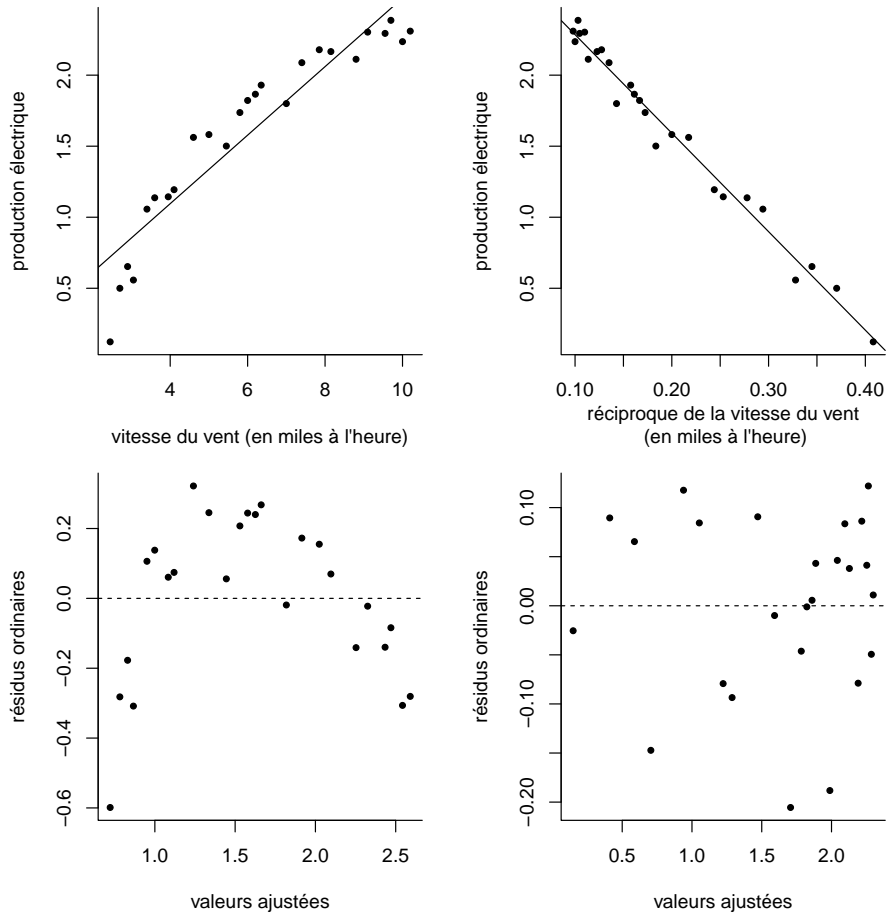 production électrique
0.5 1.0 1.5 2.0
4 6 8 10
vitesse du vent (en miles à l'heure)
production électrique
0.5 1.0 1.5 2.0
0.10 0.20 0.30 0.40
réciproque de la vitesse du vent
(en miles à l'heure)
résidus ordinaires
−0.6 −0.4 −0.2 0.0 0.2
1.0 1.5 2.0 2.5
valeurs ajustées
résidus ordinaires
−0.20 −0.10 0.00 0.10
0.5 1.0 1.5 2.0
valeurs ajustées